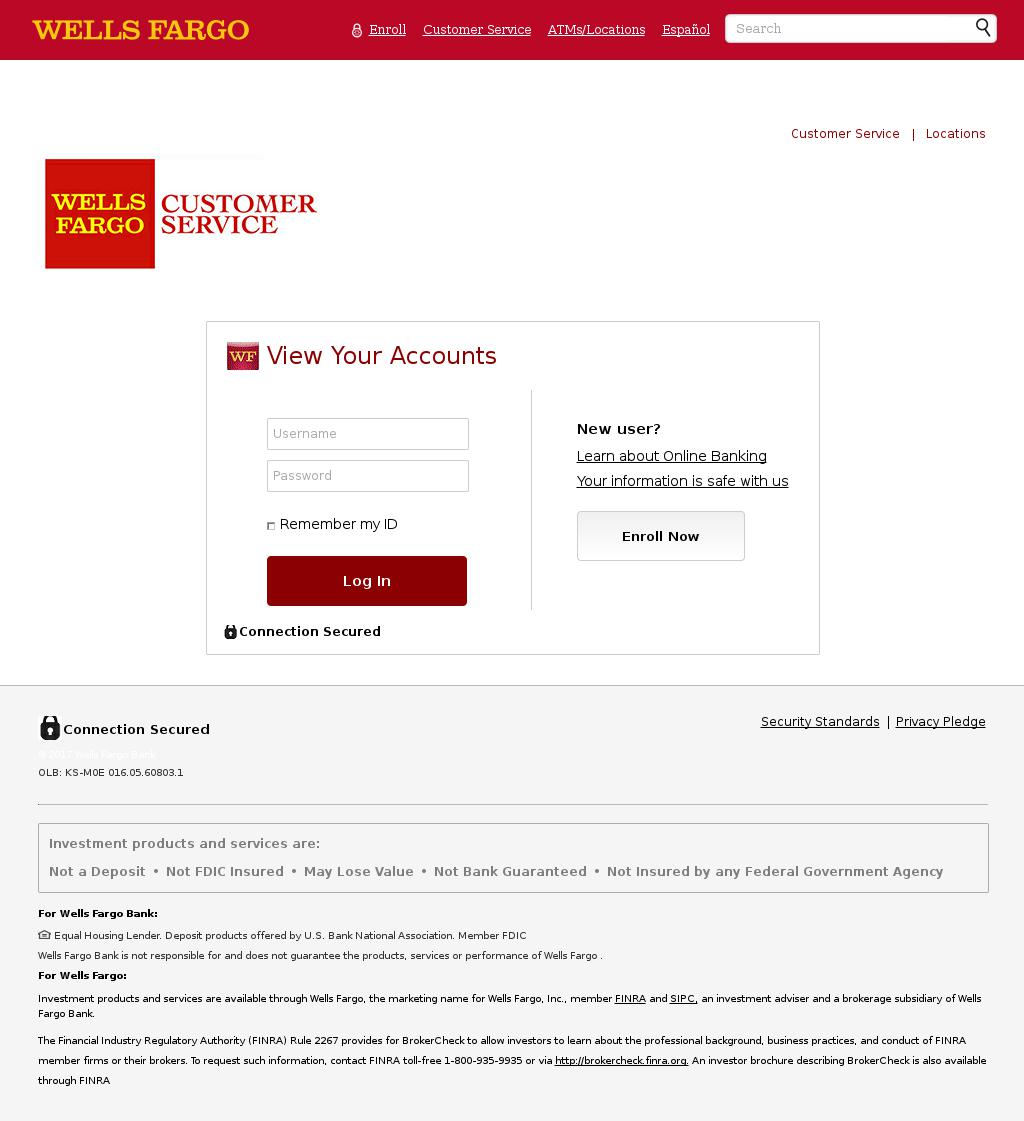 WELLS FARGO
Enroll Customer Service ATMs/Locations Español Search
Customer Service | Locations
WELLS FARGO CUSTOMER SERVICE
WF View Your Accounts
Username
Password
Remember my ID
Log In
Connection Secured
New user?
Learn about Online Banking
Your information is safe with us
Enroll Now
Connection Secured
Security Standards | Privacy Pledge
© 2017 Wells Fargo Bank
OLB: KS-M0E 016.05.60803.1
Investment products and services are:
Not a Deposit • Not FDIC Insured • May Lose Value • Not Bank Guaranteed • Not Insured by any Federal Government Agency
For Wells Fargo Bank:
Equal Housing Lender. Deposit products offered by U.S. Bank National Association. Member FDIC
Wells Fargo Bank is not responsible for and does not guarantee the products, services or performance of Wells Fargo .
For Wells Fargo:
Investment products and services are available through Wells Fargo, the marketing name for Wells Fargo, Inc., member FINRA and SIPC, an investment adviser and a brokerage subsidiary of Wells
Fargo Bank.
The Financial Industry Regulatory Authority (FINRA) Rule 2267 provides for BrokerCheck to allow investors to learn about the professional background, business practices, and conduct of FINRA
member firms or their brokers. To request such information, contact FINRA toll-free 1-800-935-9935 or via http://brokercheck.finra.org. An investor brochure describing BrokerCheck is also available
through FINRA